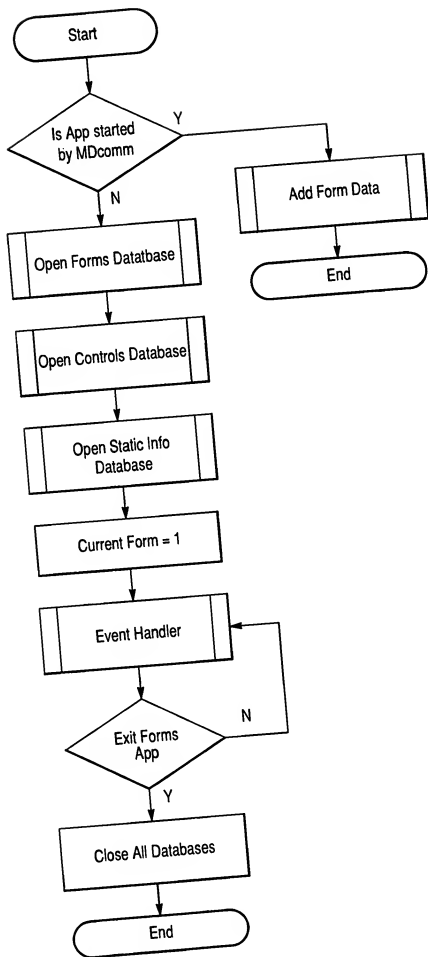 Start
Is App started
by MDcomm
Y
N
Add Form Data
Open Forms Datatbase
End
Open Controls Database
Open Static Info
Database
Current Form = 1
Event Handler
N
Exit Forms
App
Y
Close All Databases
End